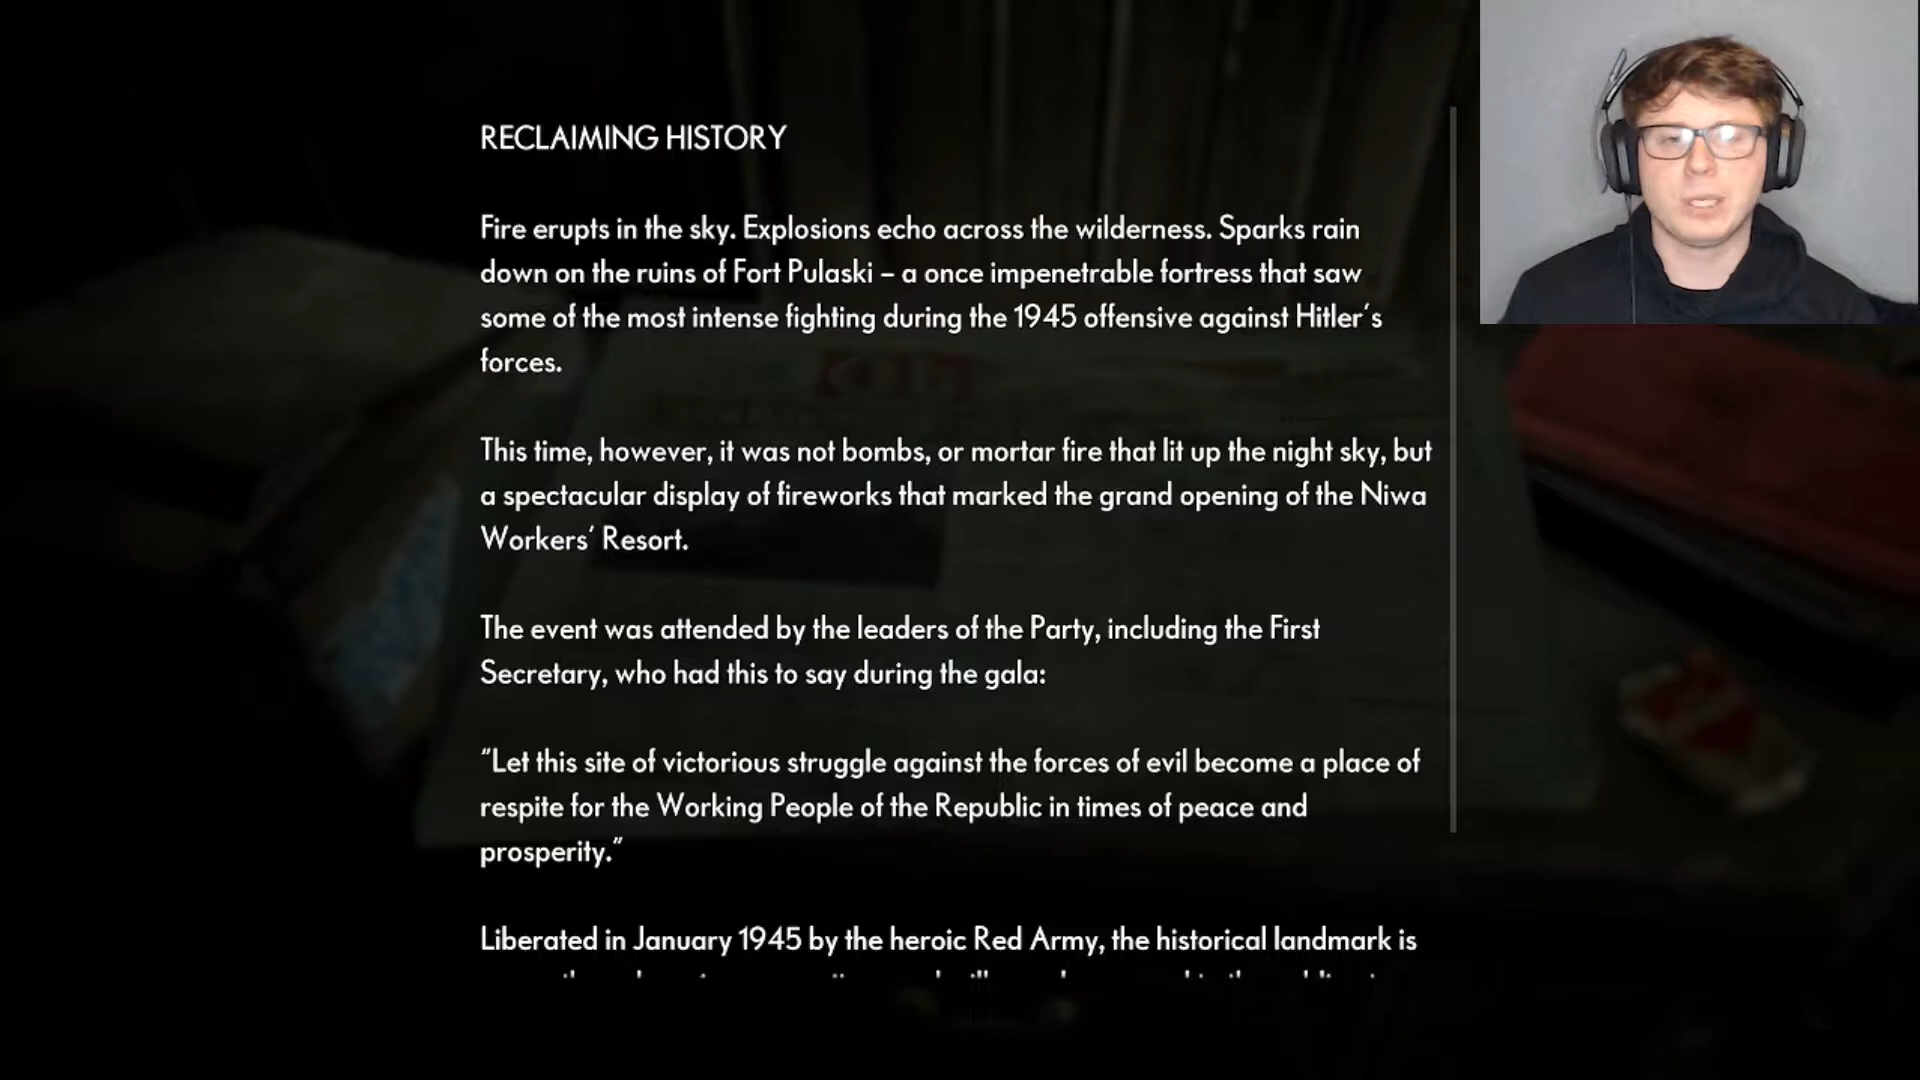 RECLAIMING HISTORY
Fire erupts in the sky. Explosions echo across the wilderness. Sparks rain
down on the ruins of Fort Pulaski – a once impenetrable fortress that saw
some of the most intense fighting during the 1945 offensive against Hitler's
forces.
This time, however, it was not bombs, or mortar fire that lit up the night sky, but
a spectacular display of fireworks that marked the grand opening of the Niwa
Workers' Resort.
The event was attended by the leaders of the Party, including the First
Secretary, who had this to say during the gala:
"Let this site of victorious struggle against the forces of evil become a place of
respite for the Working People of the Republic in times of peace and
prosperity."
Liberated in January 1945 by the heroic Red Army, the historical landmark is